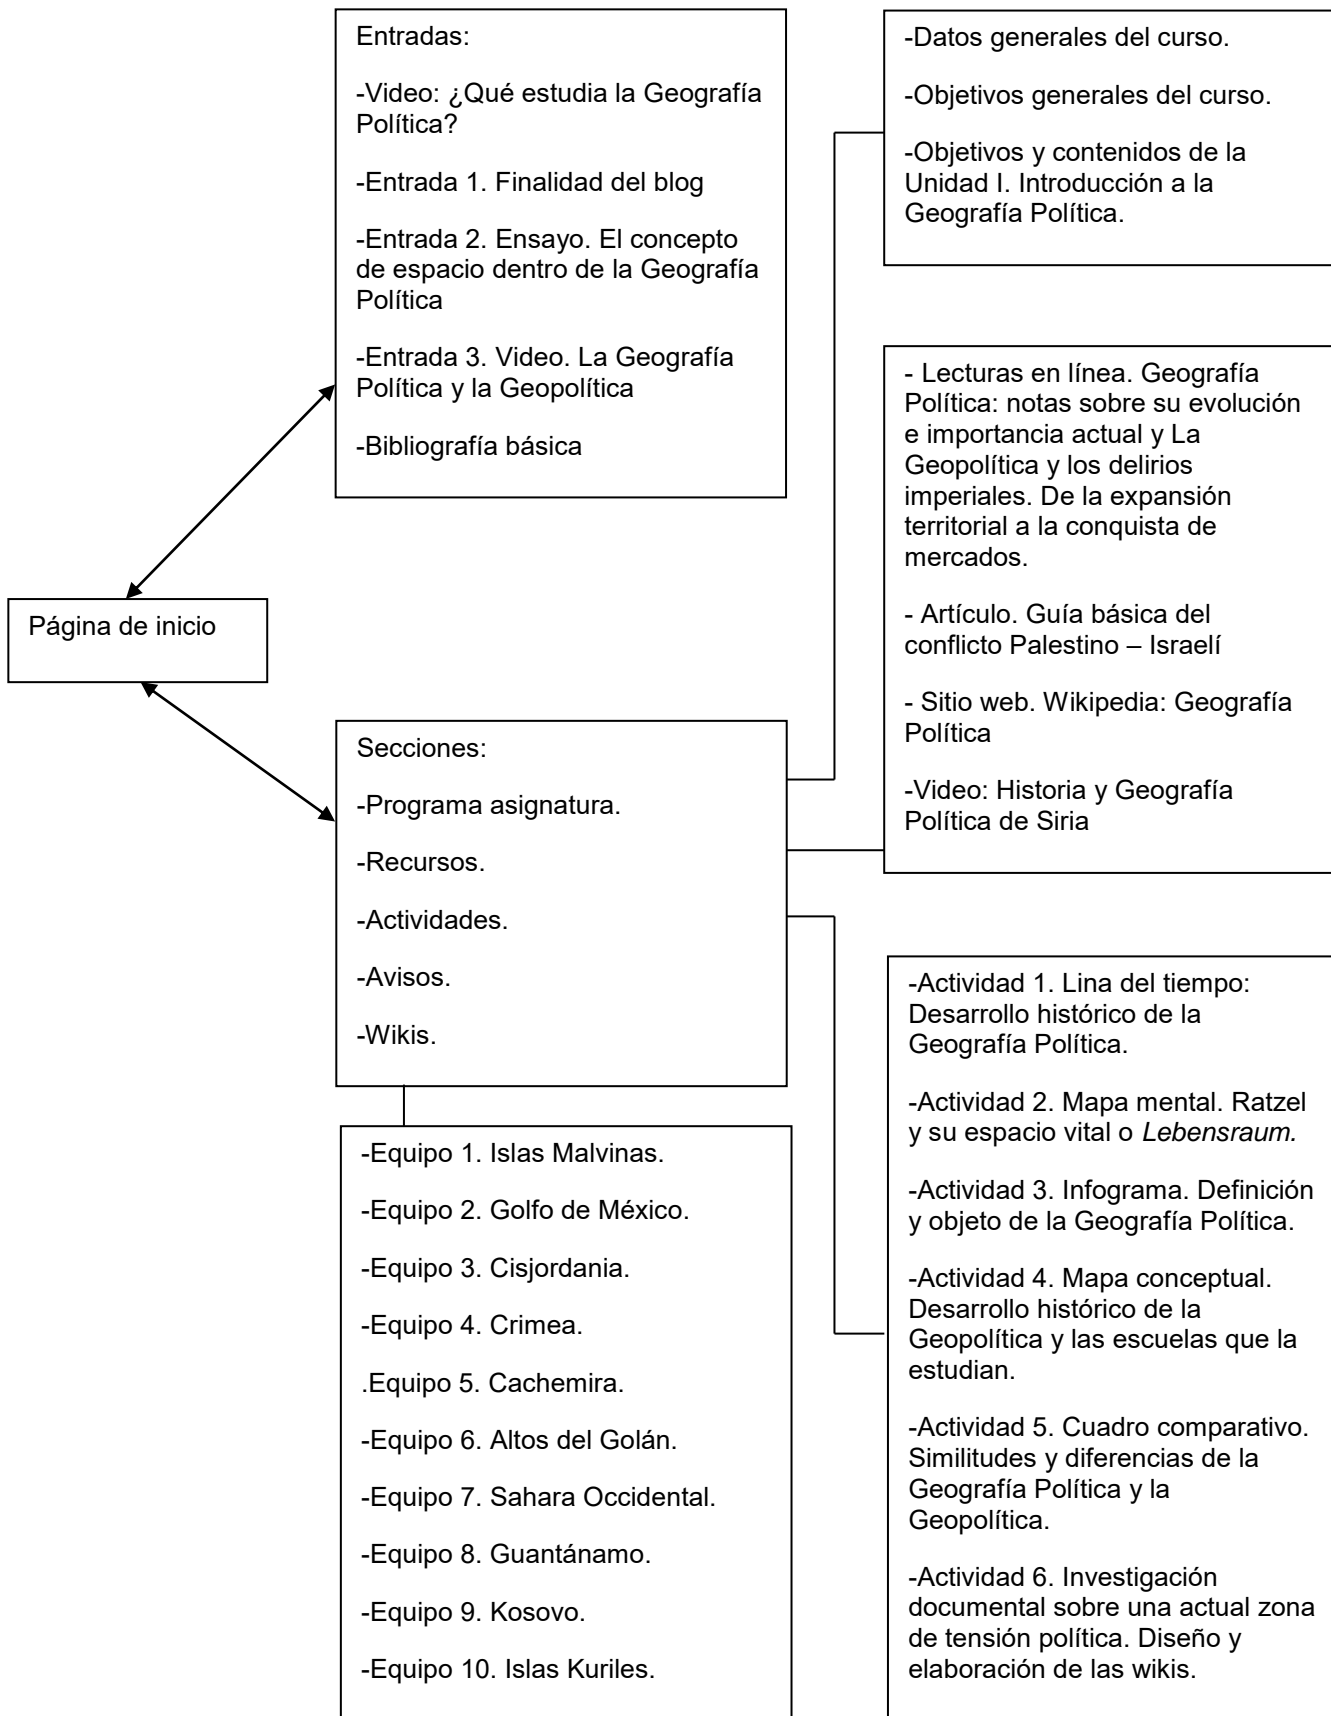 Entradas:
-Video: ¿Qué estudia la Geografía
Política?
-Entrada 1. Finalidad del blog
-Entrada 2. Ensayo. El concepto
de espacio dentro de la Geografía
Política
-Entrada 3. Video. La Geografía
Política y la Geopolítica
-Bibliografía básica
-Datos generales del curso.
-Objetivos generales del curso.
-Objetivos y contenidos de la
Unidad I. Introducción a la
Geografía Política.
- Lecturas en línea. Geografía
Política: notas sobre su evolución
e importancia actual y La
Geopolítica y los delirios
imperiales. De la expansión
territorial a la conquista de
mercados.
- Artículo. Guía básica del
conflicto Palestino – Israelí
- Sitio web. Wikipedia: Geografía
Política
-Video: Historia y Geografía
Política de Siria
Página de inicio
Secciones:
-Programa asignatura.
-Recursos.
-Actividades.
-Avisos.
-Wikis.
-Equipo 1. Islas Malvinas.
-Equipo 2. Golfo de México.
-Equipo 3. Cisjordania.
-Equipo 4. Crimea.
.Equipo 5. Cachemira.
-Equipo 6. Altos del Golán.
-Equipo 7. Sahara Occidental.
-Equipo 8. Guantánamo.
-Equipo 9. Kosovo.
-Equipo 10. Islas Kuriles.
-Actividad 1. Lina del tiempo:
Desarrollo histórico de la
Geografía Política.
-Actividad 2. Mapa mental. Ratzel
y su espacio vital o Lebensraum.
-Actividad 3. Infograma. Definición
y objeto de la Geografía Política.
-Actividad 4. Mapa conceptual.
Desarrollo histórico de la
Geopolítica y las escuelas que la
estudian.
-Actividad 5. Cuadro comparativo.
Similitudes y diferencias de la
Geografía Política y la
Geopolítica.
-Actividad 6. Investigación
documental sobre una actual zona
de tensión política. Diseño y
elaboración de las wikis.